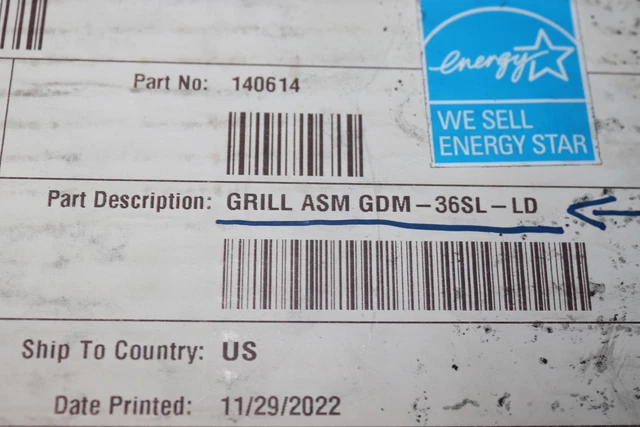 energy
Part No: 140614
WE SELL
ENERGY STAR
Part Description: GRILL ASM GDM-36SL-LD
Ship To Country: US
Date Printed: 11/29/2022